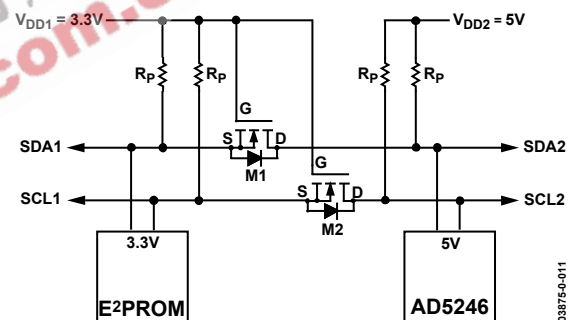 VDD1 = 3.3V
VDD2 = 5V
RP
RP
RP
RP
G
S
D
M1
SDA1
SDA2
G
S
D
M2
SCL1
SCL2
3.3V
E2PROM
5V
AD5246
03875-0-011
com.